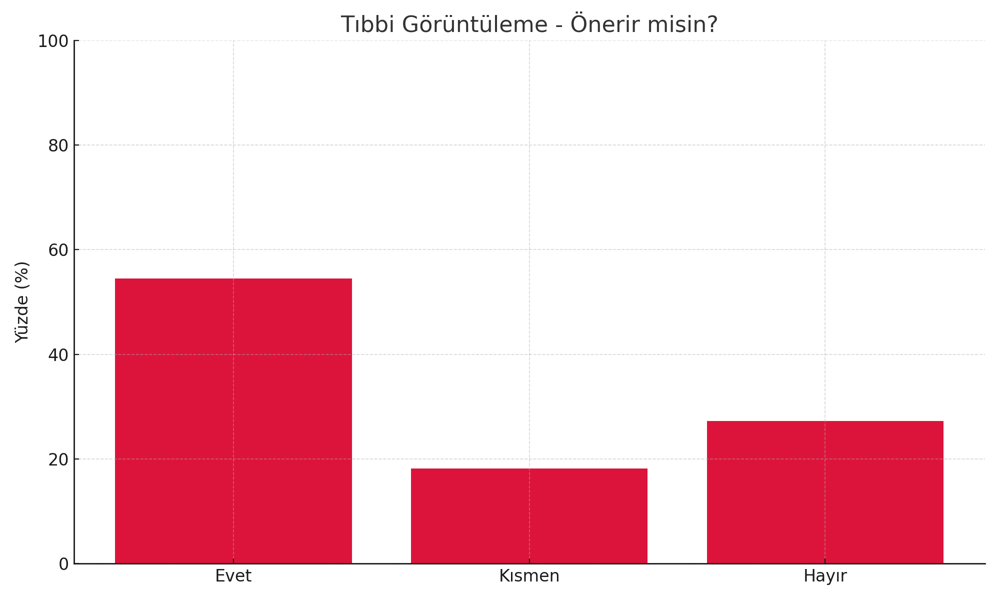 Tıbbi Görüntüleme - Önerir misin?
100
80
60
40
20
0
Yüzde (%)
Evet
Kısmen
Hayır